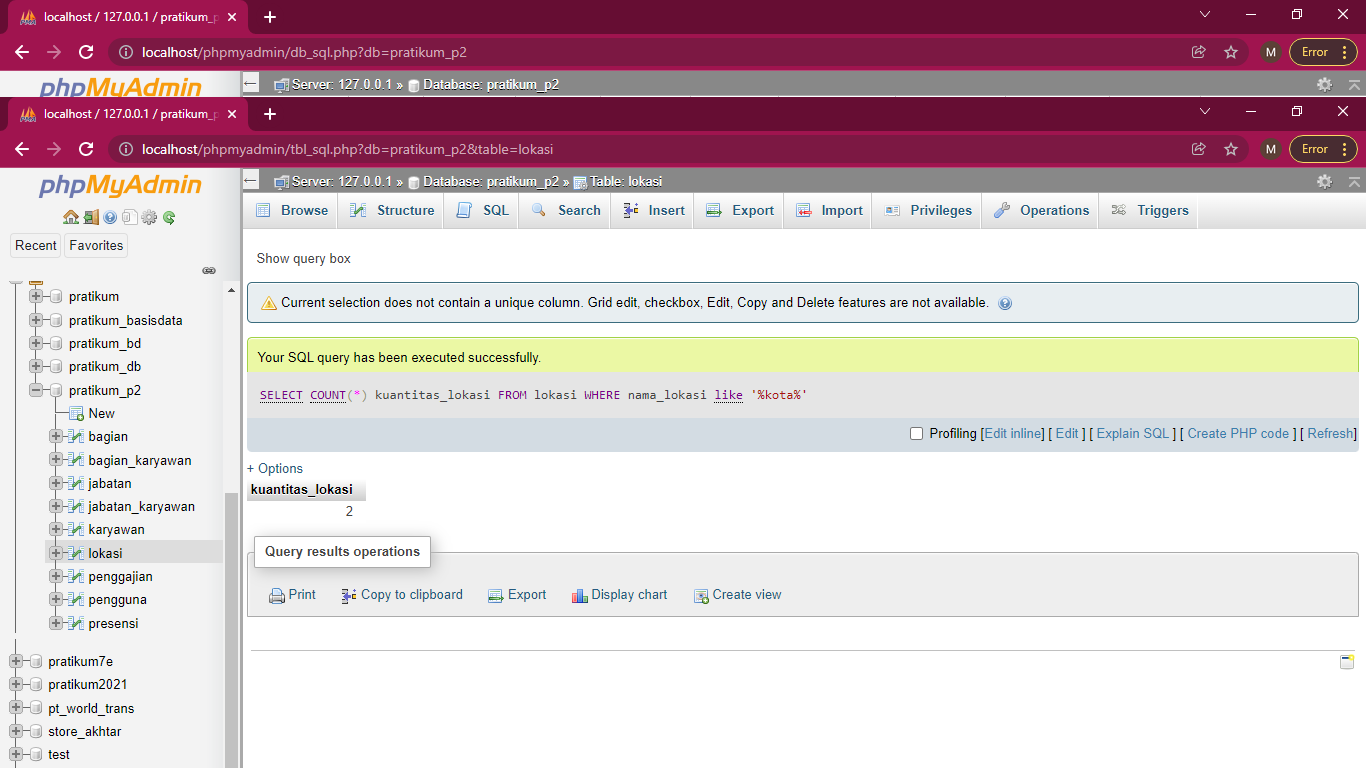 localhost / 127.0.0.1 / pratikum_p
localhost/phpmyadmin/db_sql.php?db=pratikum_p2
M
Error
phpMyAdmin
Server: 127.0.0.1 » Database: pratikum_p2
localhost / 127.0.0.1 / pratikum_p
localhost/phpmyadmin/tbl_sql.php?db=pratikum_p2&table=lokasi
M
Error
phpMyAdmin
Recent
Favorites
pratikum
pratikum_basisdata
pratikum_bd
pratikum_db
pratikum_p2
New
bagian
bagian_karyawan
jabatan
jabatan_karyawan
karyawan
lokasi
penggajian
pengguna
presensi
pratikum7e
pratikum2021
pt_world_trans
store_akhtar
test
Server: 127.0.0.1 » Database: pratikum_p2 » Table: lokasi
Browse
Structure
SQL
Search
Insert
Export
Import
Privileges
Operations
Triggers
Show query box
Current selection does not contain a unique column. Grid edit, checkbox, Edit, Copy and Delete features are not available.
Your SQL query has been executed successfully.
SELECT COUNT(*) kuantitas_lokasi FROM lokasi WHERE nama_lokasi like '%kota%'
Profiling [Edit inline] [ Edit ] [ Explain SQL ] [ Create PHP code ] [ Refresh]
+ Options
kuantitas_lokasi
2
Query results operations
Print
Copy to clipboard
Export
Display chart
Create view